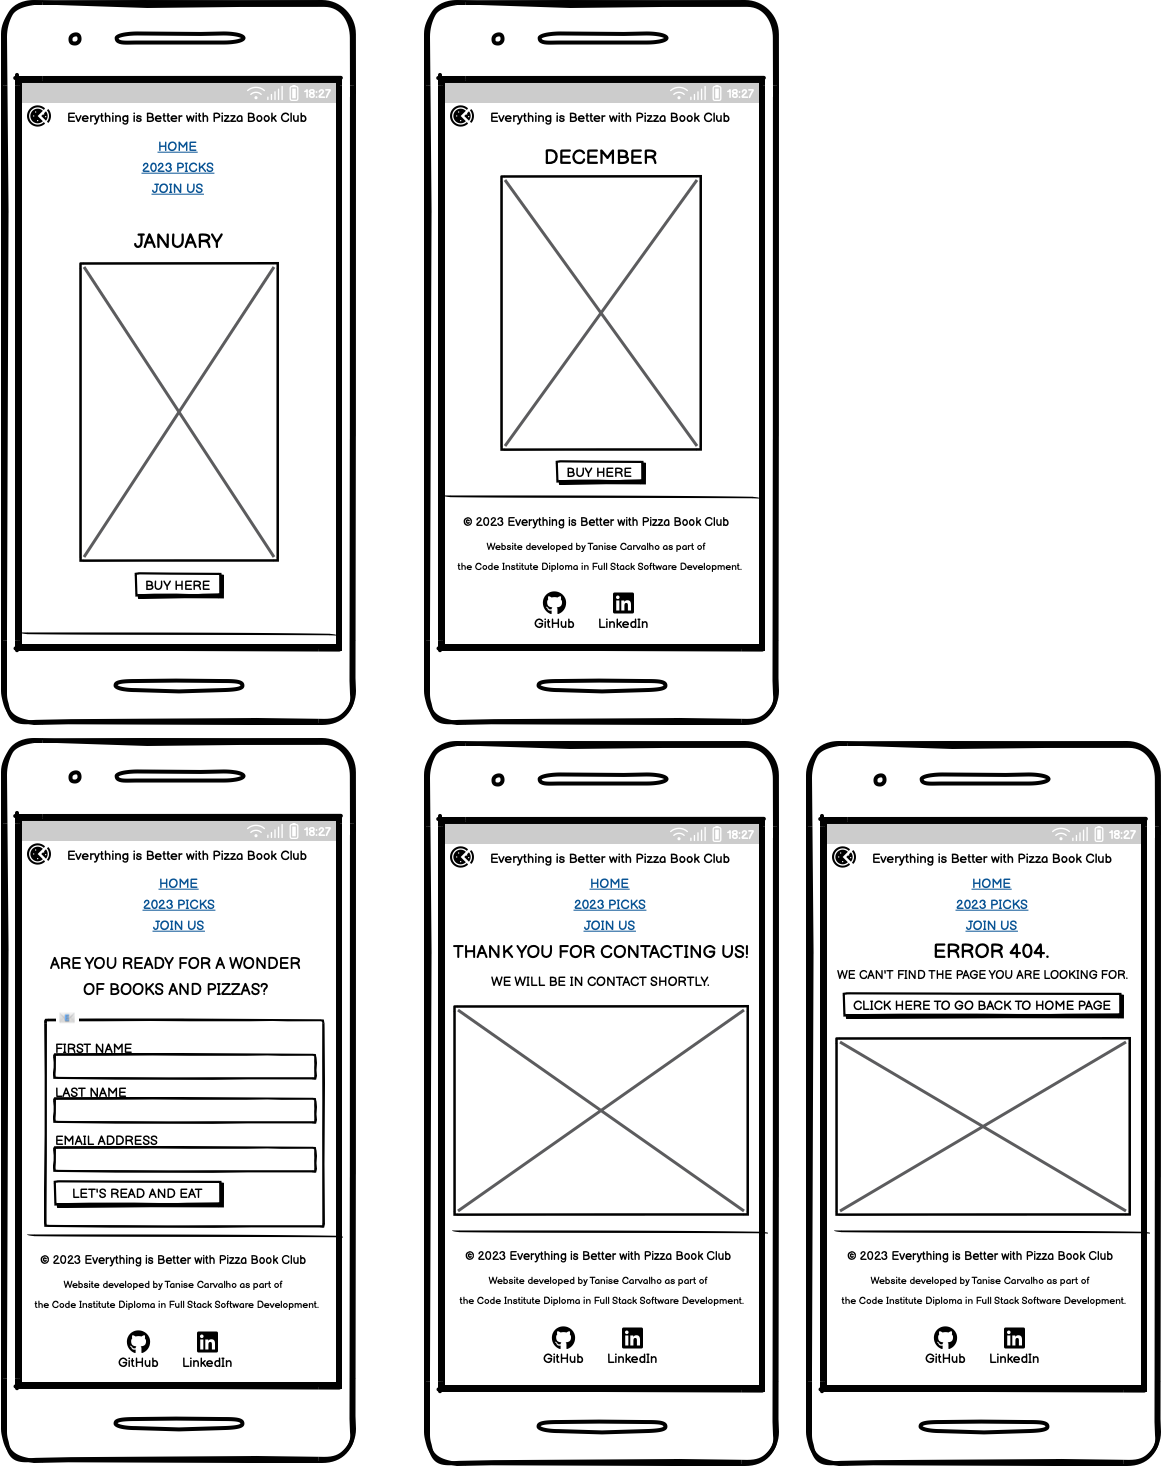 18:27
Everything is Better with Pizza Book Club
HOME
2023 PICKS
JOIN US
JANUARY
BUY HERE
18:27
Everything is Better with Pizza Book Club
DECEMBER
BUY HERE
© 2023 Everything is Better with Pizza Book Club
Website developed by Tanise Carvalho as part of
the Code Institute Diploma in Full Stack Software Development.
GitHub LinkedIn
18:27
Everything is Better with Pizza Book Club
HOME
2023 PICKS
JOIN US
ARE YOU READY FOR A WONDER
OF BOOKS AND PIZZAS?
FIRST NAME
LAST NAME
EMAIL ADDRESS
LET'S READ AND EAT
© 2023 Everything is Better with Pizza Book Club
Website developed by Tanise Carvalho as part of
the Code Institute Diploma in Full Stack Software Development.
GitHub LinkedIn
18:27
Everything is Better with Pizza Book Club
HOME
2023 PICKS
JOIN US
THANK YOU FOR CONTACTING US!
WE WILL BE IN CONTACT SHORTLY.
© 2023 Everything is Better with Pizza Book Club
Website developed by Tanise Carvalho as part of
the Code Institute Diploma in Full Stack Software Development.
GitHub LinkedIn
18:27
Everything is Better with Pizza Book Club
HOME
2023 PICKS
JOIN US
ERROR 404.
WE CAN'T FIND THE PAGE YOU ARE LOOKING FOR.
CLICK HERE TO GO BACK TO HOME PAGE
© 2023 Everything is Better with Pizza Book Club
Website developed by Tanise Carvalho as part of
the Code Institute Diploma in Full Stack Software Development.
GitHub LinkedIn